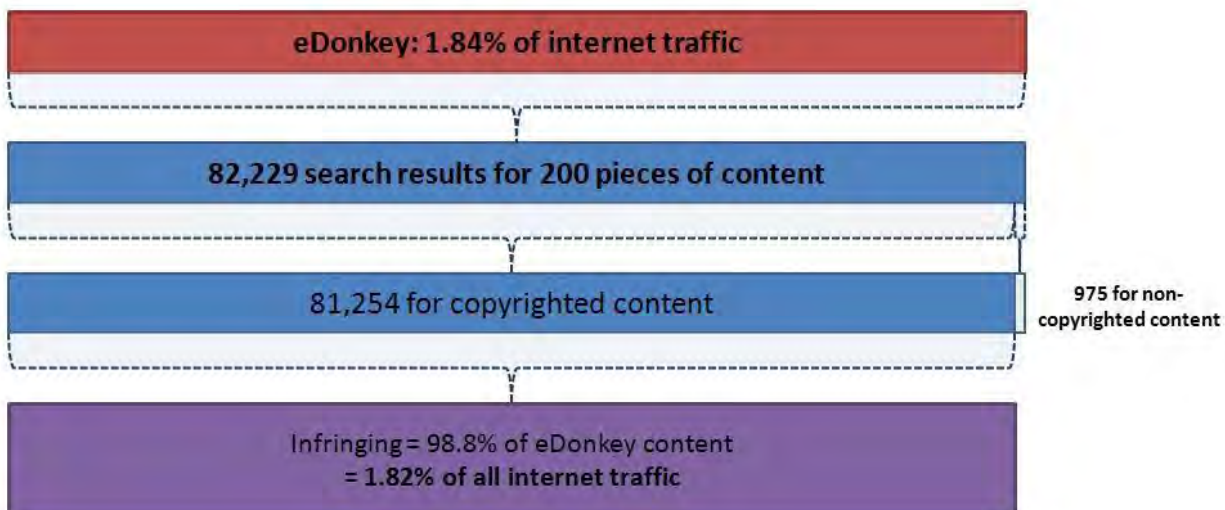 eDonkey: 1.84% of internet traffic
82,229 search results for 200 pieces of content
81,254 for copyrighted content
975 for non-
copyrighted content
Infringing = 98.8% of eDonkey content
= 1.82% of all internet traffic